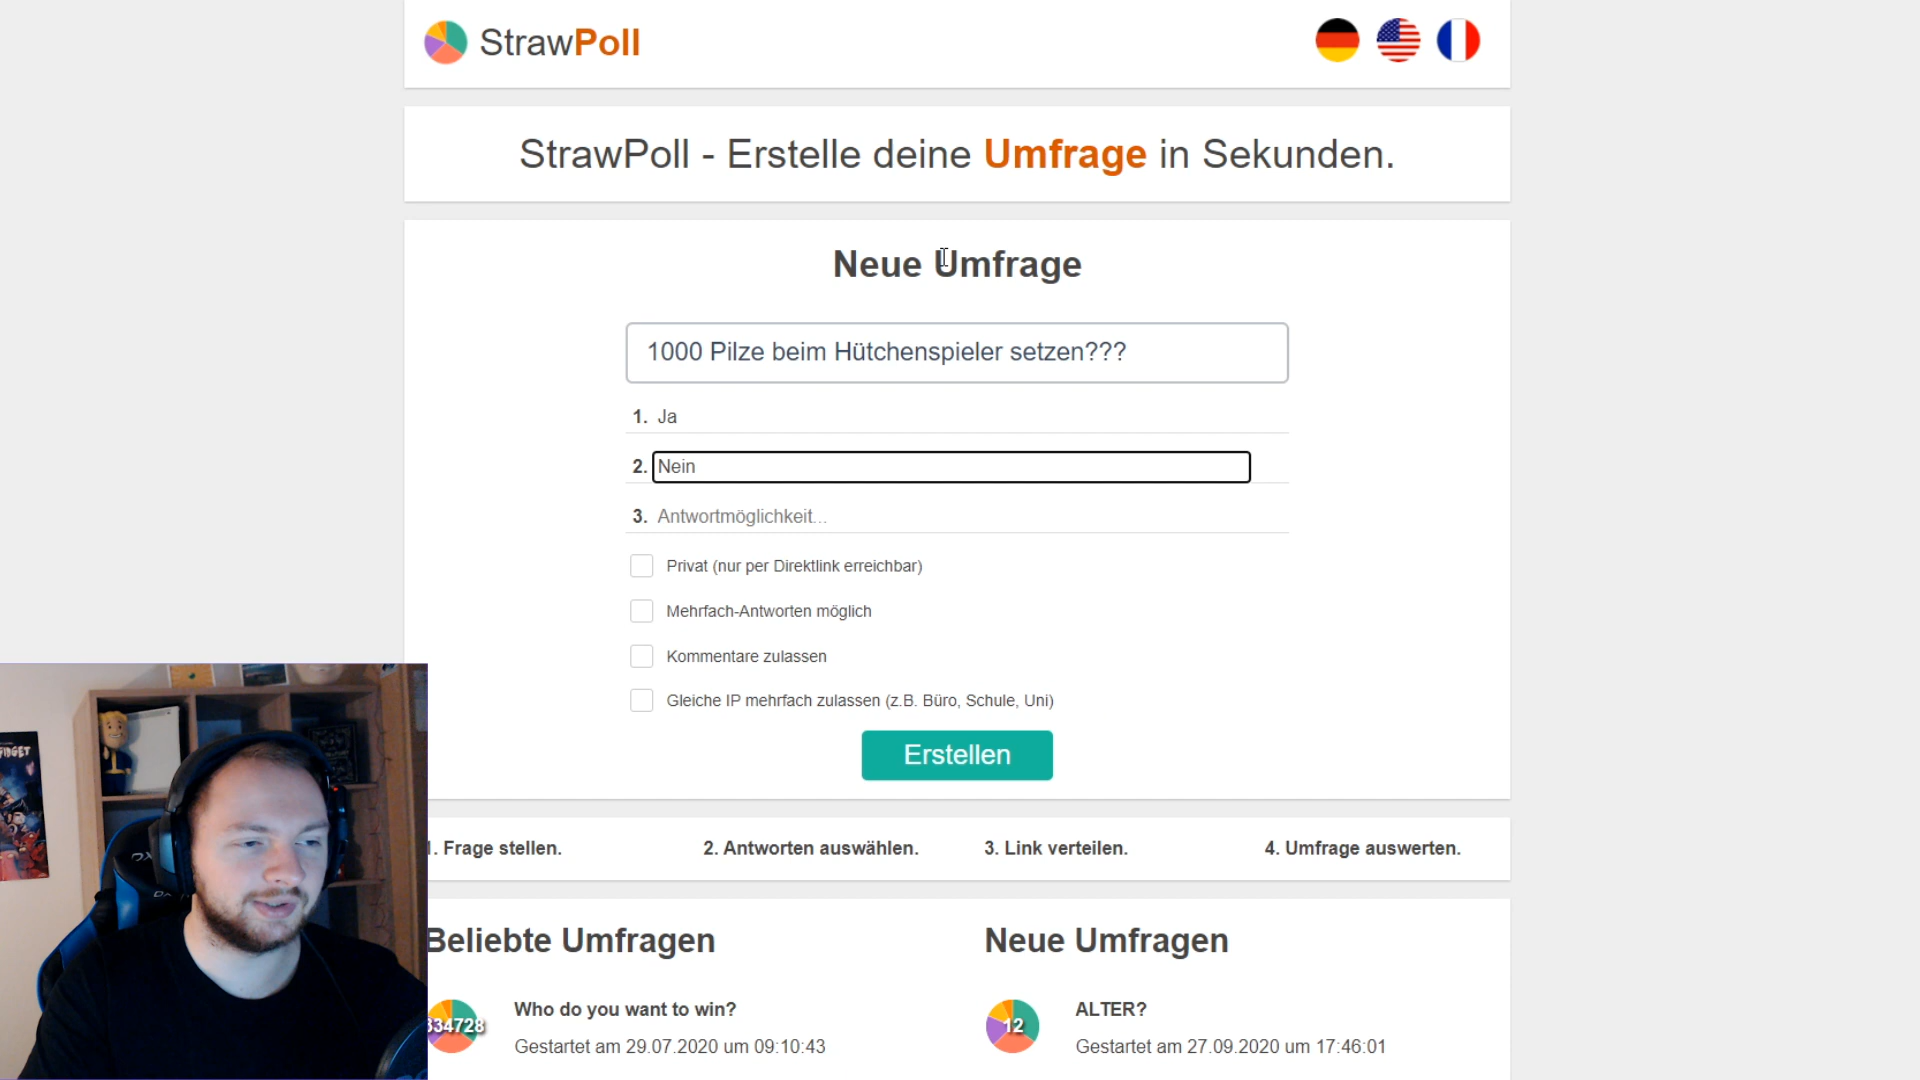 StrawPoll
StrawPoll - Erstelle deine Umfrage in Sekunden.
Neue Umfrage
1000 Pilze beim Hütchenspieler setzen???
1. Ja
2. Nein
3. Antwortmöglichkeit...
Privat (nur per Direktlink erreichbar)
Mehrfach-Antworten möglich
Kommentare zulassen
Gleiche IP mehrfach zulassen (z.B. Büro, Schule, Uni)
Erstellen
1. Frage stellen.
2. Antworten auswählen.
3. Link verteilen.
4. Umfrage auswerten.
Beliebte Umfragen
334728
Who do you want to win?
Gestartet am 29.07.2020 um 09:10:43
Neue Umfragen
12
ALTER?
Gestartet am 27.09.2020 um 17:46:01